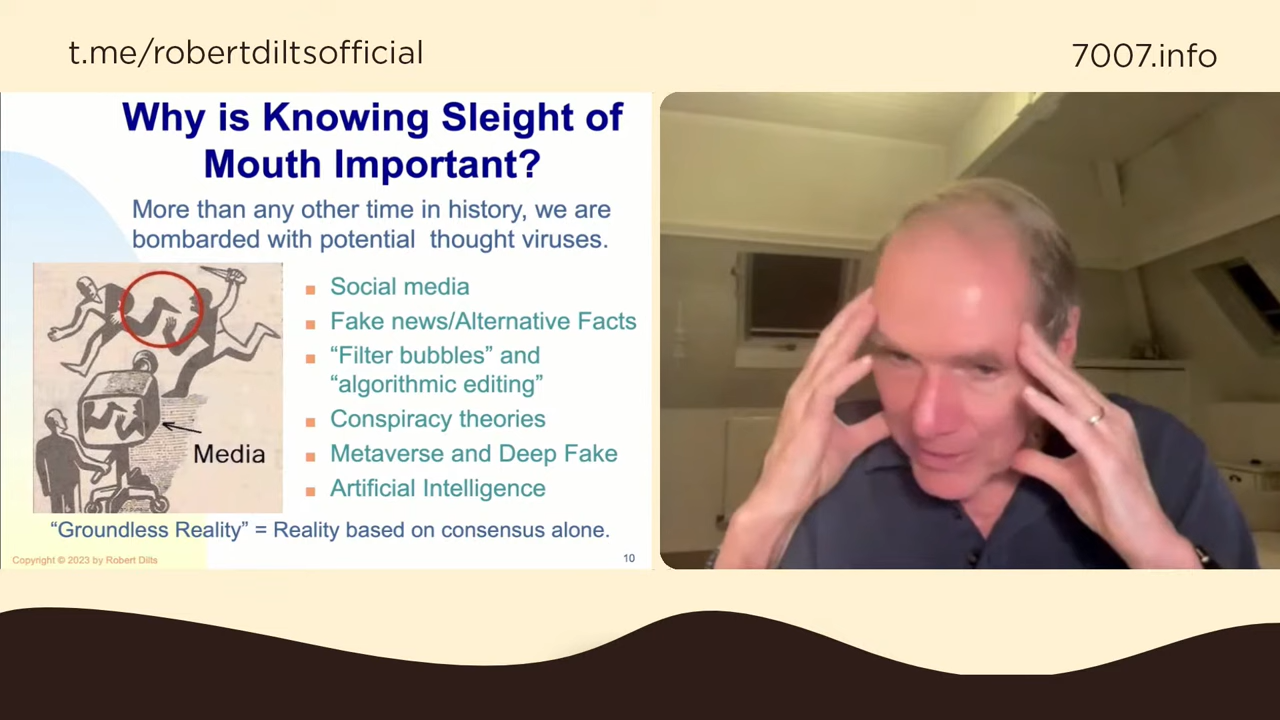 t.me/robertdiltsofficial
7007.info
Why is Knowing Sleight of
Mouth Important?
More than any other time in history, we are
bombarded with potential thought viruses.
Social media
Fake news/Alternative Facts
“Filter bubbles” and
“algorithmic editing”
Conspiracy theories
Metaverse and Deep Fake
Artificial Intelligence
Media
“Groundless Reality” = Reality based on consensus alone.
Copyright © 2023 by Robert Dilts
10